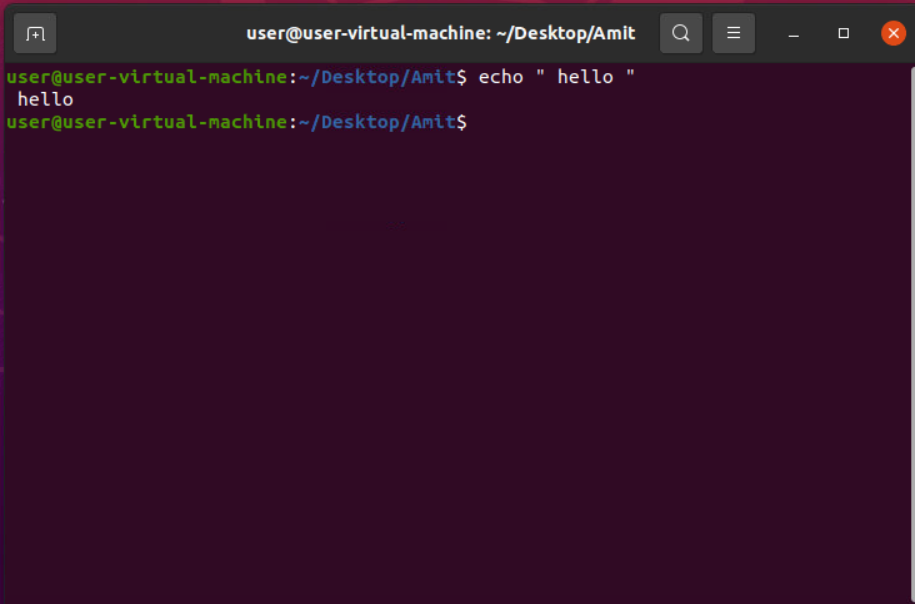 user@user-virtual-machine: ~/Desktop/Amit
user@user-virtual-machine:~/Desktop/Amit$ echo " hello "
 hello
user@user-virtual-machine:~/Desktop/Amit$